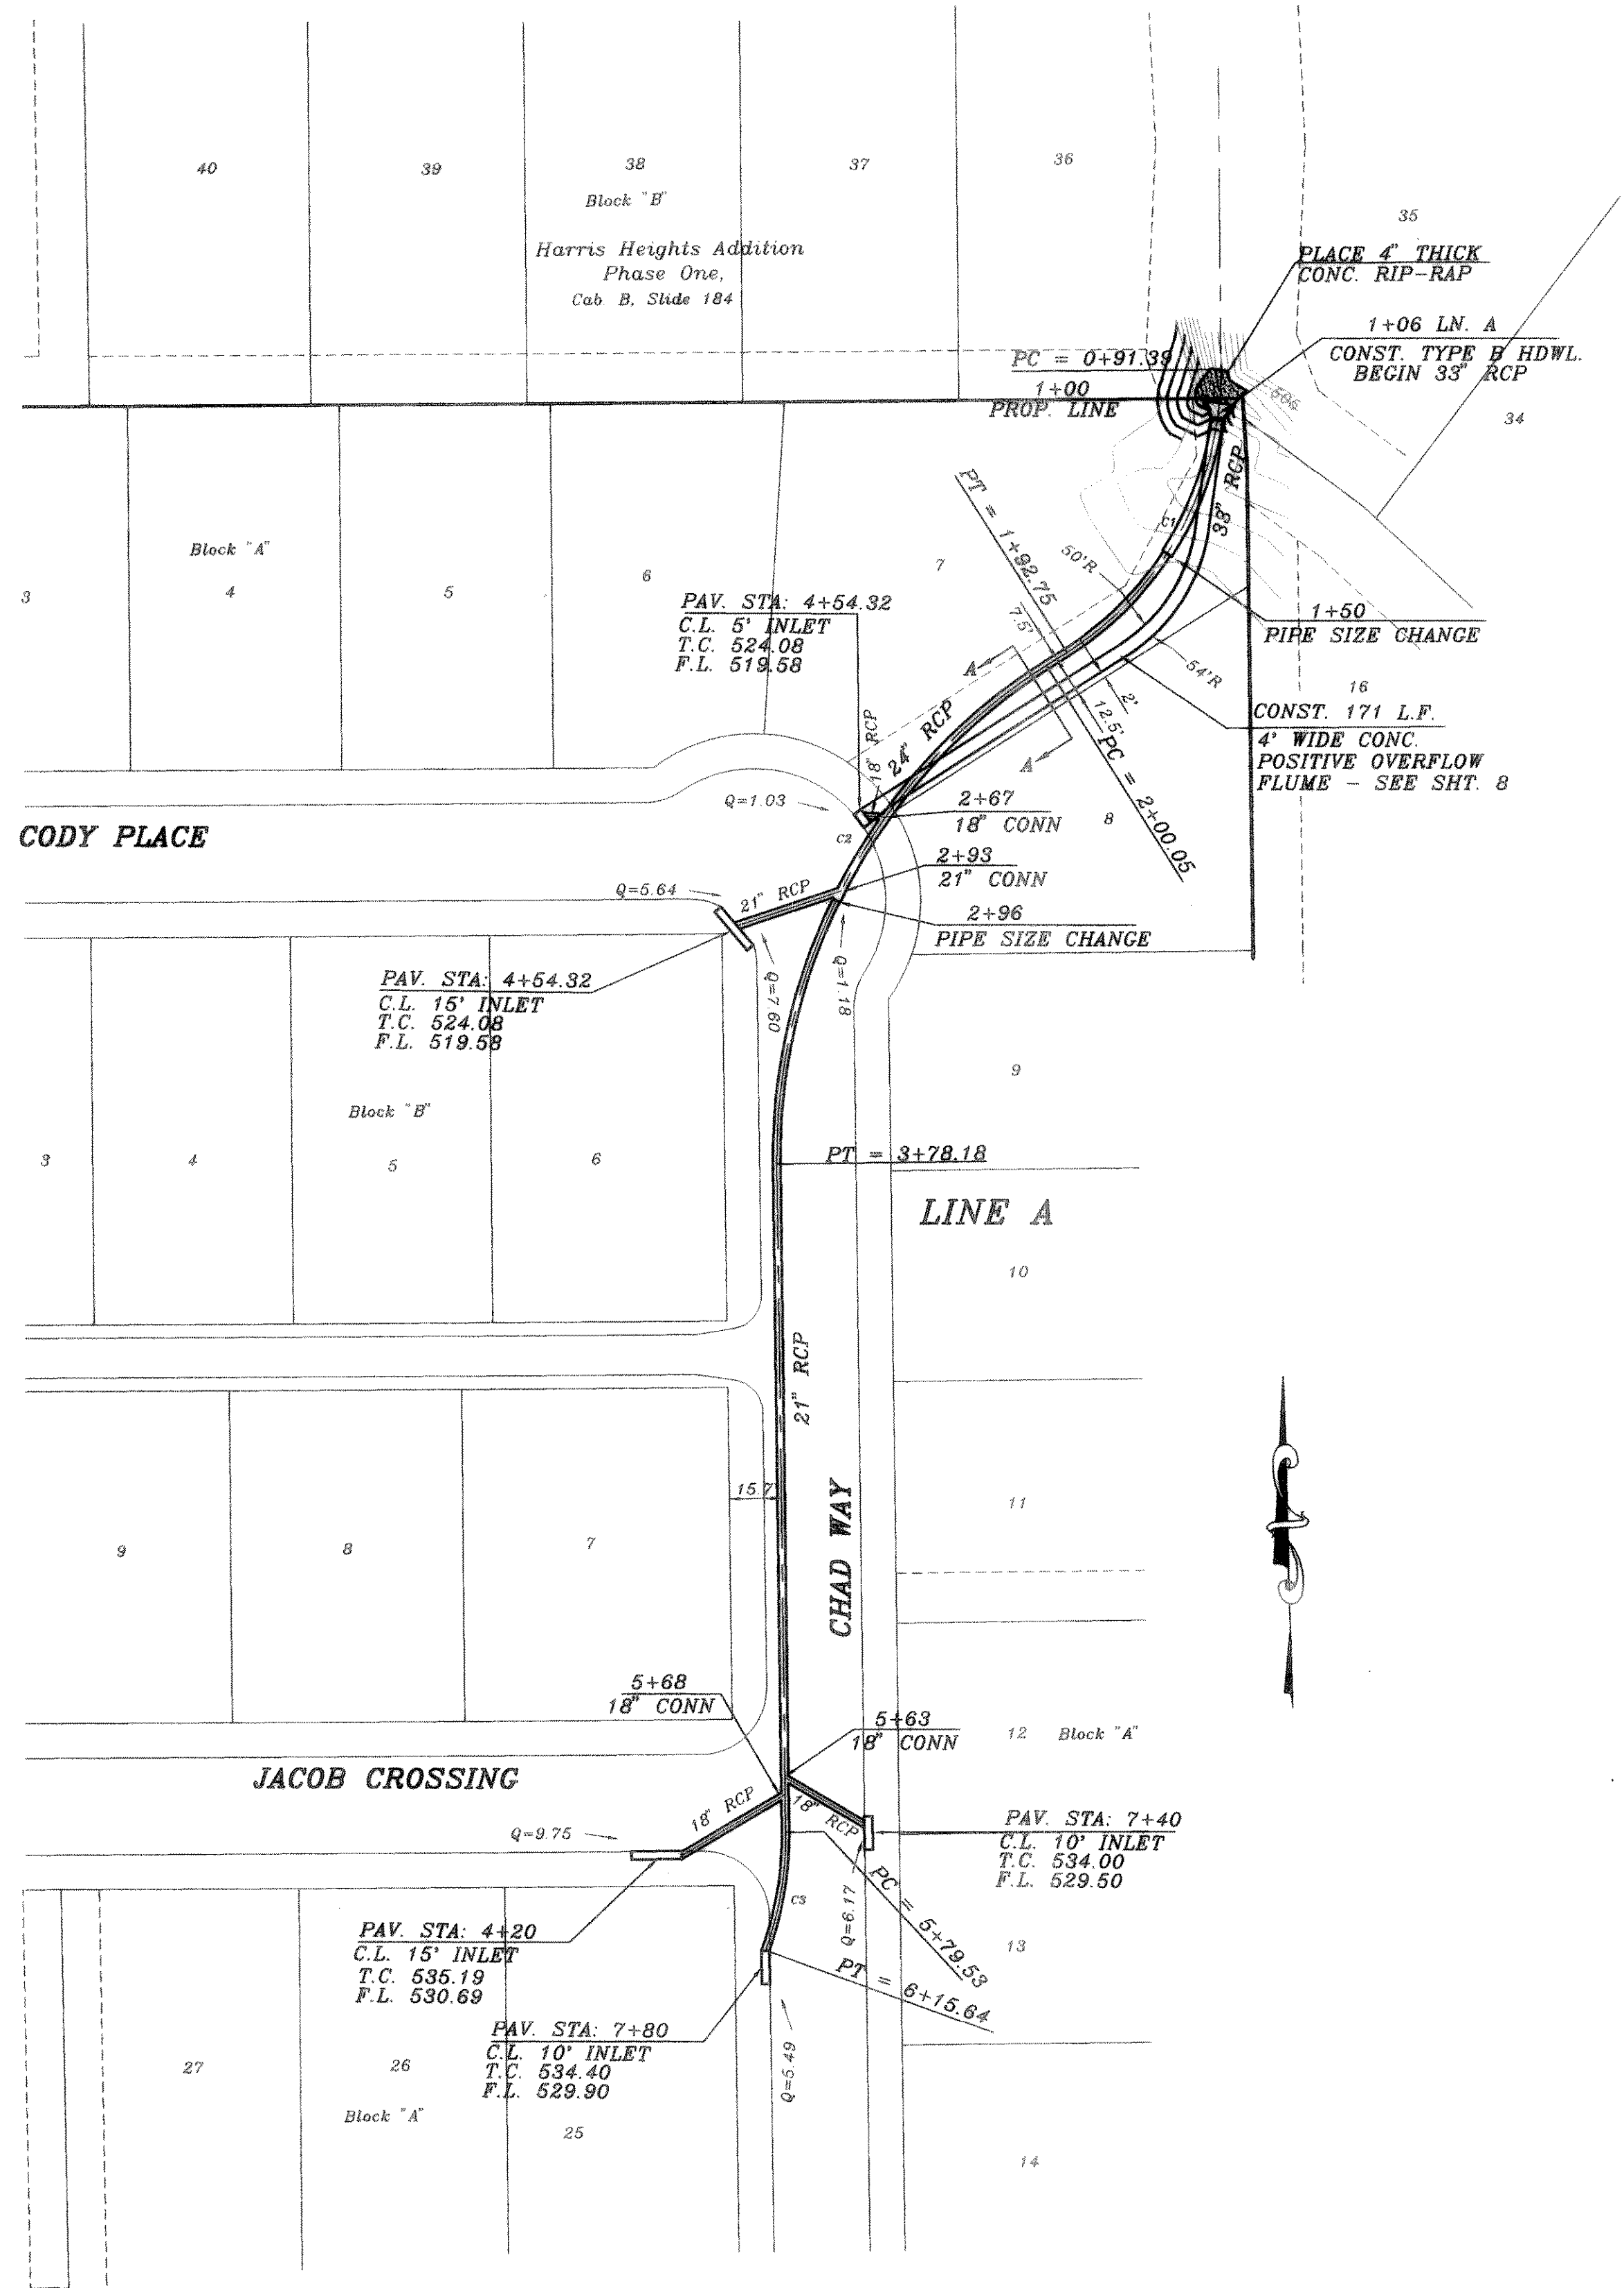 40
39
38
37
36
35
Block "B"
Harris Heights Addition
Phase One,
Cab. B, Slide 184
PLACE 4" THICK
CONC. RIP-RAP
1+06 LN. A
CONST. TYPE B HDWL.
BEGIN 33" RCP
PC = 0+91.39
1+00
PROP. LINE
34
33" RCP
C1
PT = 1+92.75
50'R
7.5'
Block "A"
3
4
5
6
7
PAV. STA: 4+54.32
C.L. 5' INLET
T.C. 524.08
F.L. 519.58
1+50
PIPE SIZE CHANGE
54'R
2'
12.5'
A
A
16
CONST. 171 L.F.
4' WIDE CONC.
POSITIVE OVERFLOW
FLUME - SEE SHT. 8
18" RCP
24" RCP
PC = 2+00.05
Q=1.03
2+67
18" CONN
8
CODY PLACE
C2
2+93
21" CONN
Q=5.64
21" RCP
2+96
PIPE SIZE CHANGE
PAV. STA: 4+54.32
C.L. 15' INLET
T.C. 524.08
F.L. 519.58
Q=7.60
Q=1.18
9
Block "B"
3
4
5
6
PT = 3+78.18
LINE A
10
21" RCP
15.7
CHAD WAY
11
9
8
7
5+68
18" CONN
5+63
18" CONN
12
Block "A"
JACOB CROSSING
18" RCP
18" RCP
Q=9.75
PAV. STA: 7+40
C.L. 10' INLET
T.C. 534.00
F.L. 529.50
C3
Q=6.17
PC = 5+79.53
13
PAV. STA: 4+20
C.L. 15' INLET
T.C. 535.19
F.L. 530.69
PT = 6+15.64
PAV. STA: 7+80
C.L. 10' INLET
T.C. 534.40
F.L. 529.90
Q=5.49
27
26
Block "A"
25
14